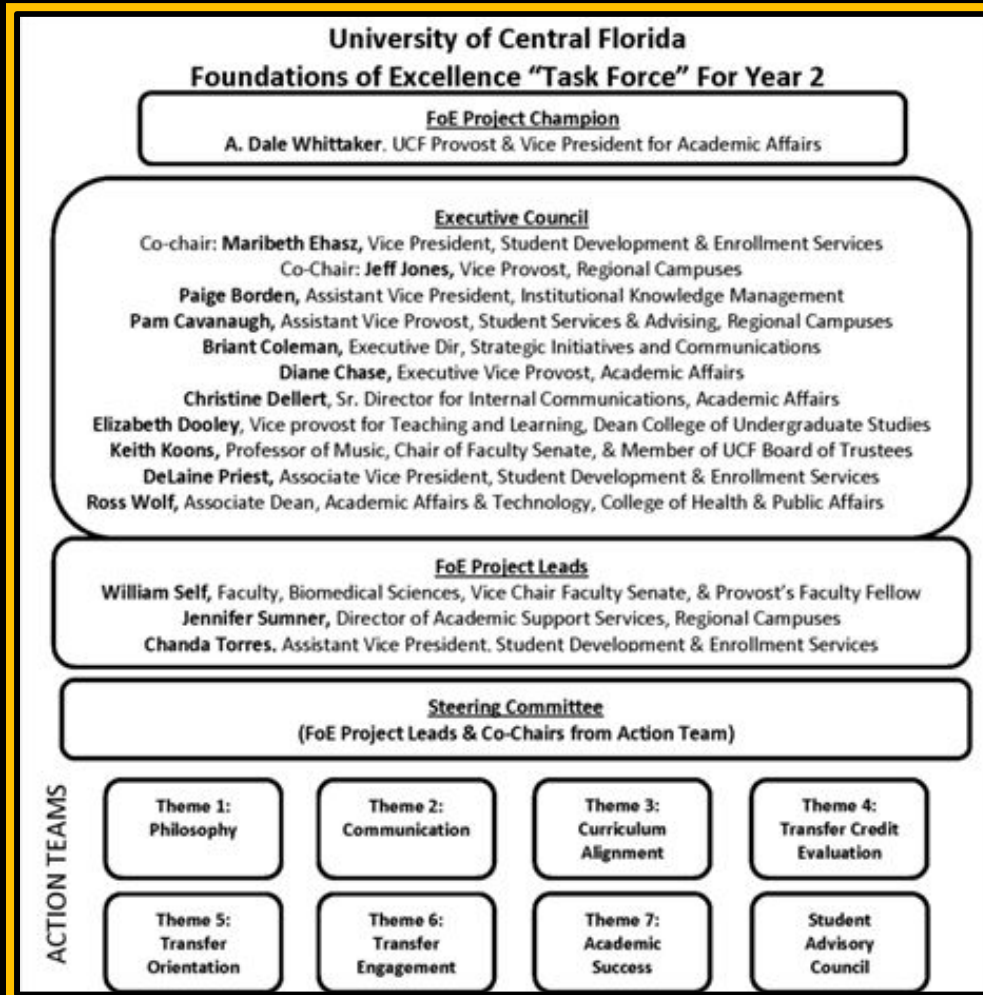 University of Central Florida
Foundations of Excellence “Task Force” For Year 2
FoE Project Champion
A. Dale Whittaker. UCF Provost & Vice President for Academic Affairs
Executive Council
Co-chair: Maribeth Ehasz, Vice President, Student Development & Enrollment Services
Co-Chair: Jeff Jones, Vice Provost, Regional Campuses
Paige Borden, Assistant Vice President, Institutional Knowledge Management
Pam Cavanaugh, Assistant Vice Provost, Student Services & Advising, Regional Campuses
Briant Coleman, Executive Dir, Strategic Initiatives and Communications
Diane Chase, Executive Vice Provost, Academic Affairs
Christine Dellert, Sr. Director for Internal Communications, Academic Affairs
Elizabeth Dooley, Vice provost for Teaching and Learning, Dean College of Undergraduate Studies
Keith Koons, Professor of Music, Chair of Faculty Senate, & Member of UCF Board of Trustees
DeLaine Priest, Associate Vice President, Student Development & Enrollment Services
Ross Wolf, Associate Dean, Academic Affairs & Technology, College of Health & Public Affairs
FoE Project Leads
William Self, Faculty, Biomedical Sciences, Vice Chair Faculty Senate, & Provost’s Faculty Fellow
Jennifer Sumner, Director of Academic Support Services, Regional Campuses
Chanda Torres. Assistant Vice President. Student Development & Enrollment Services
Steering Committee
(FoE Project Leads & Co-Chairs from Action Team)
ACTION TEAMS
Theme 1:
Philosophy
Theme 2:
Communication
Theme 3:
Curriculum
Alignment
Theme 4:
Transfer Credit
Evaluation
Theme 5:
Transfer
Orientation
Theme 6:
Transfer
Engagement
Theme 7:
Academic
Success
Student
Advisory
Council